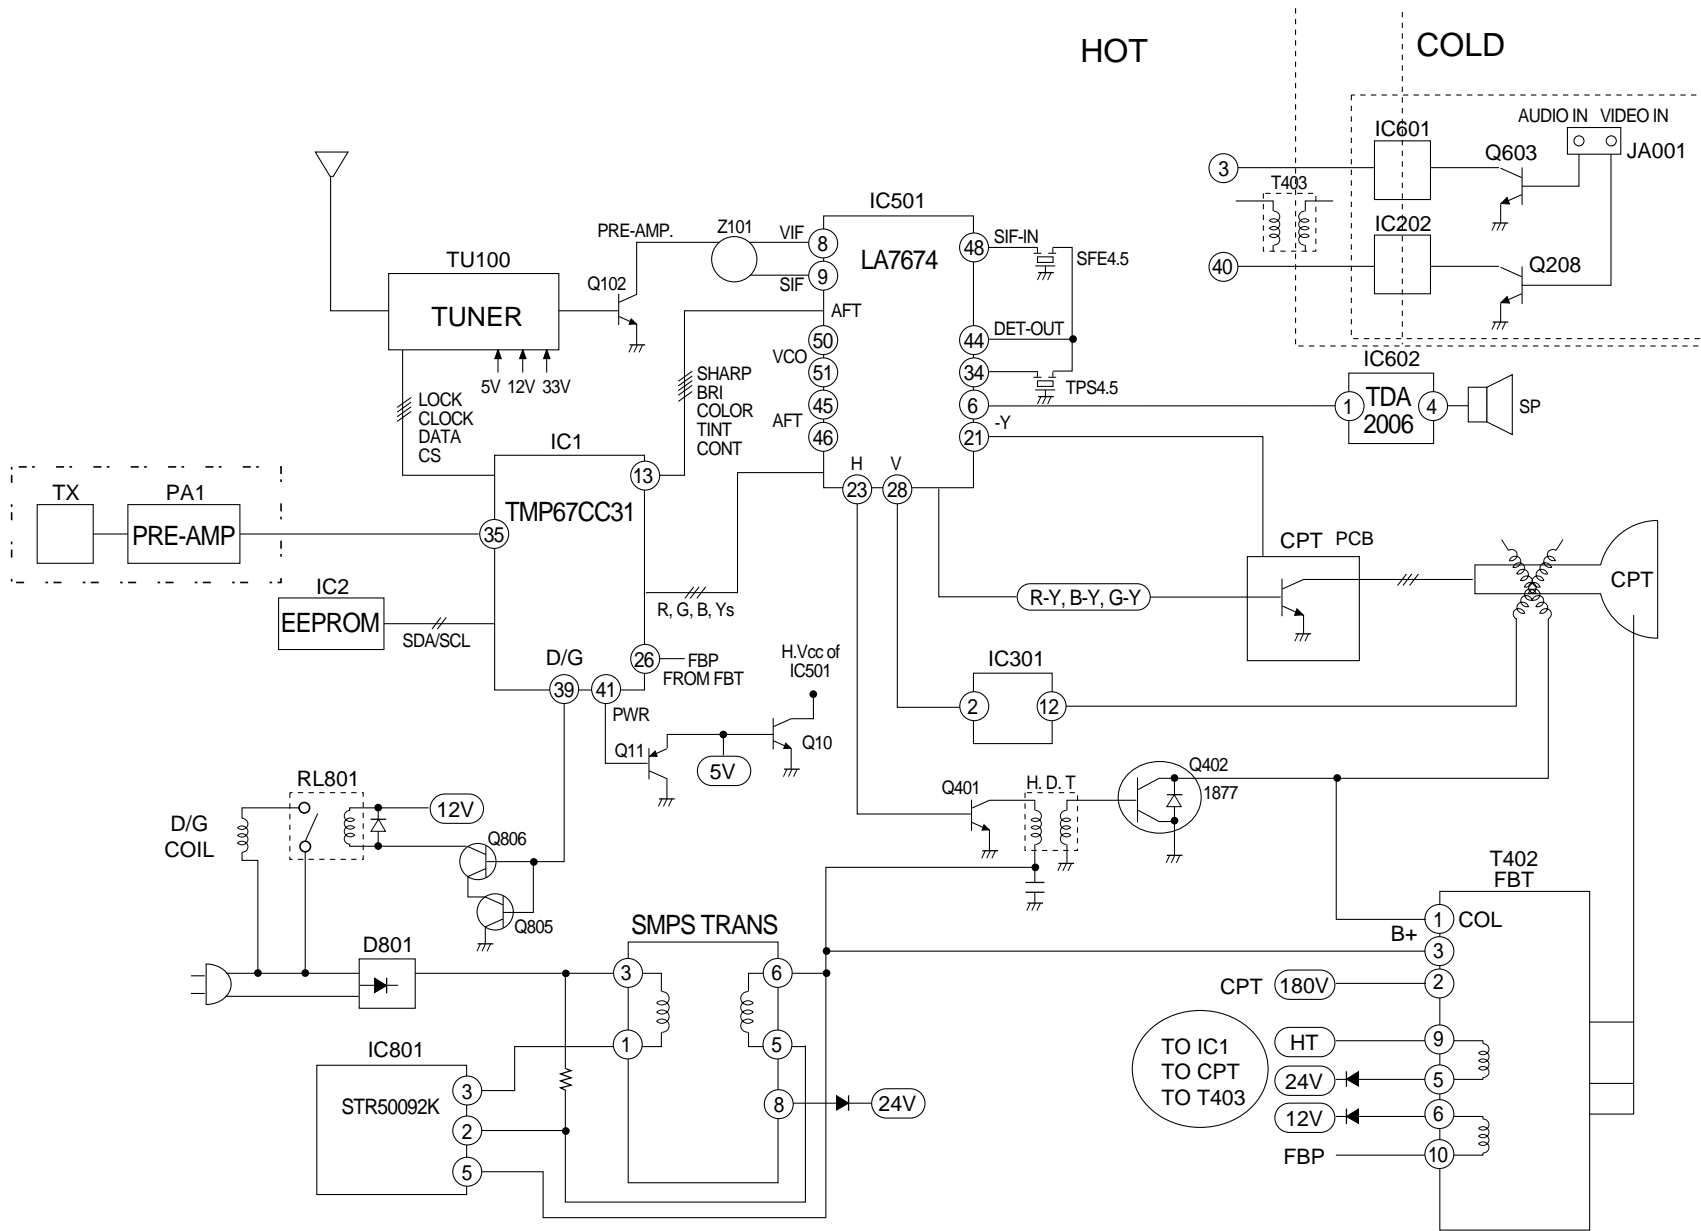 HOT
COLD
AUDIO IN VIDEO IN
IC601
Q603
JA001
3
T403
IC202
Q208
40
IC501
LA7674
PRE-AMP.
Z101
VIF
8
48
SIF-IN
SFE4.5
TU100
TUNER
Q102
SIF
9
AFT
5V 12V 33V
50
VCO
51
45
AFT
46
44
DET-OUT
34
TPS4.5
6
21
-Y
IC602
1
TDA
2006
4
SP
LOCK
CLOCK
DATA
CS
SHARP
BRI
COLOR
TINT
CONT
H
V
23
28
IC1
TMP67CC31
13
35
TX
PA1
PRE-AMP
IC2
EEPROM
SDA/SCL
R, G, B, Ys
D/G
26
FBP
FROM FBT
39
41
PWR
H.Vcc of
IC501
Q11
5V
Q10
CPT PCB
R-Y, B-Y, G-Y
CPT
IC301
2
12
RL801
12V
D/G
COIL
Q806
Q805
Q401
H. D. T
Q402
1877
T402
FBT
1
COL
B+
3
CPT
180V
2
HT
9
24V
5
12V
6
FBP
10
TO IC1
TO CPT
TO T403
D801
SMPS TRANS
3
6
1
5
8
24V
IC801
STR50092K
3
2
5